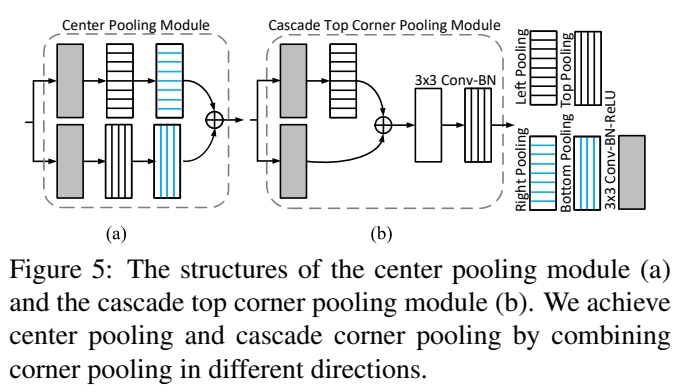 Center Pooling Module
Cascade Top Corner Pooling Module
3x3 Conv-BN
Left Pooling
Top Pooling
Right Pooling
Bottom Pooling
3x3 Conv-BN-ReLU
(a)
(b)
Figure 5: The structures of the center pooling module (a)
and the cascade top corner pooling module (b). We achieve
center pooling and cascade corner pooling by combining
corner pooling in different directions.